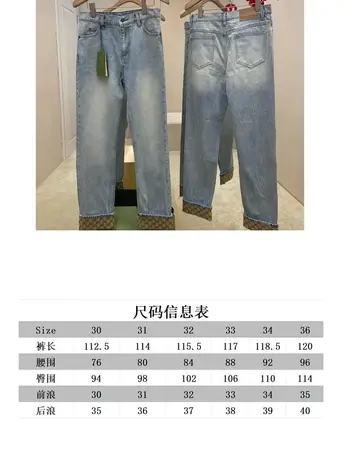 尺码信息表
Size 30 31 32 33 34 36
裤长 112.5 114 115.5 117 118.5 120
腰围 76 80 84 88 92 96
臀围 94 98 102 106 110 114
前浪 30 31 32 33 34 35
后浪 35 36 37 38 39 40